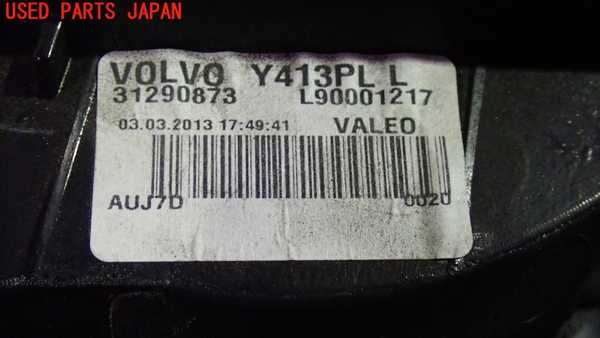 USED PARTS JAPAN
VOLVO Y413PL L
31290873 L90001217
03.03.2013 17:49:41 VALEO
AUJ7D 0020